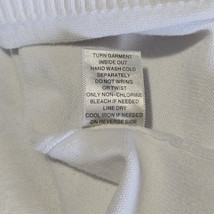 TURN GARMENT
INSIDE OUT
HAND WASH COLD
SEPARATELY
DO NOT WRING
OR TWIST
ONLY NON-CHLORINE
BLEACH IF NEEDED
LINE DRY
COOL IRON IF NEEDED
ON REVERSE SIDE